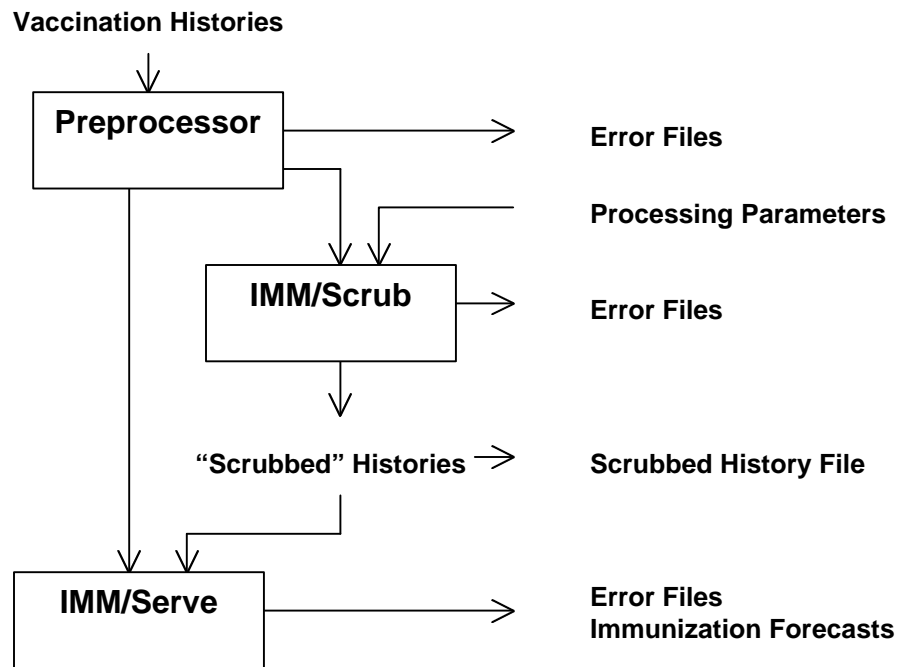 Vaccination Histories
Preprocessor
Error Files
Processing Parameters
IMM/Scrub
Error Files
“Scrubbed” Histories
Scrubbed History File
IMM/Serve
Error Files
Immunization Forecasts